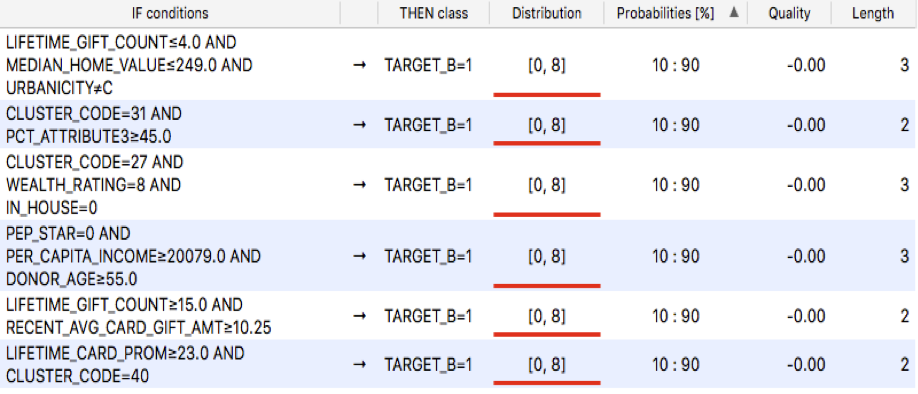 IF conditions THEN class Distribution Probabilities [%] ▲ Quality Length
LIFETIME_GIFT_COUNT≤4.0 AND
MEDIAN_HOME_VALUE≤249.0 AND → TARGET_B=1 [0, 8] 10 : 90 -0.00 3
URBANICITY≠C
CLUSTER_CODE=31 AND
PCT_ATTRIBUTE3≥45.0 → TARGET_B=1 [0, 8] 10 : 90 -0.00 2
CLUSTER_CODE=27 AND
WEALTH_RATING=8 AND → TARGET_B=1 [0, 8] 10 : 90 -0.00 3
IN_HOUSE=0
PEP_STAR=0 AND
PER_CAPITA_INCOME≥20079.0 AND → TARGET_B=1 [0, 8] 10 : 90 -0.00 3
DONOR_AGE≥55.0
LIFETIME_GIFT_COUNT≥15.0 AND
RECENT_AVG_CARD_GIFT_AMT≥10.25 → TARGET_B=1 [0, 8] 10 : 90 -0.00 2
LIFETIME_CARD_PROM≥23.0 AND
CLUSTER_CODE=40 → TARGET_B=1 [0, 8] 10 : 90 -0.00 2